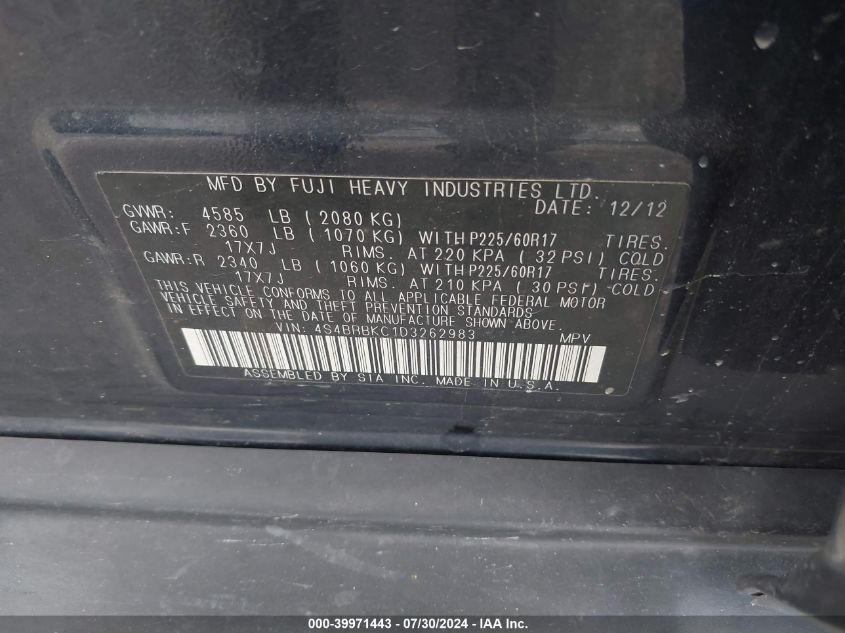 MFD BY FUJI HEAVY INDUSTRIES LTD.
DATE: 12/12
GVWR: 4585 LB (2080 KG)
GAWR:F 2360 LB (1070 KG) WITH P225/60R17 TIRES.
17X7J RIMS. AT 220 KPA (32 PSI) COLD
GAWR:R 2340 LB (1060 KG) WITH P225/60R17 TIRES.
17X7J RIMS. AT 210 KPA (30 PSI) COLD
THIS VEHICLE CONFORMS TO ALL APPLICABLE FEDERAL MOTOR
VEHICLE SAFETY AND THEFT PREVENTION STANDARDS
IN EFFECT ON THE DATE OF MANUFACTURE SHOWN ABOVE.
VIN: 4S4BRBKC1D3262983 MPV
ASSEMBLED BY SIA INC. MADE IN U.S.A.
000-39971443 - 07/30/2024 - IAA Inc.